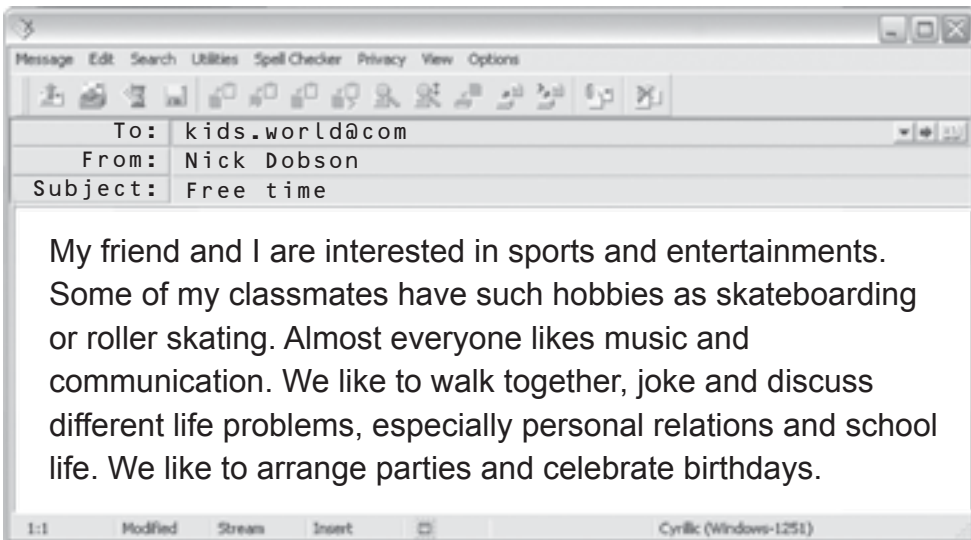 Message Edit Search Utilities Spell Checker Privacy View Options
To: kids.world@com
From: Nick Dobson
Subject: Free time
My friend and I are interested in sports and entertainments.
Some of my classmates have such hobbies as skateboarding
or roller skating. Almost everyone likes music and
communication. We like to walk together, joke and discuss
different life problems, especially personal relations and school
life. We like to arrange parties and celebrate birthdays.
1:1 Modified Stream Insert Cyrillic (Windows-1251)